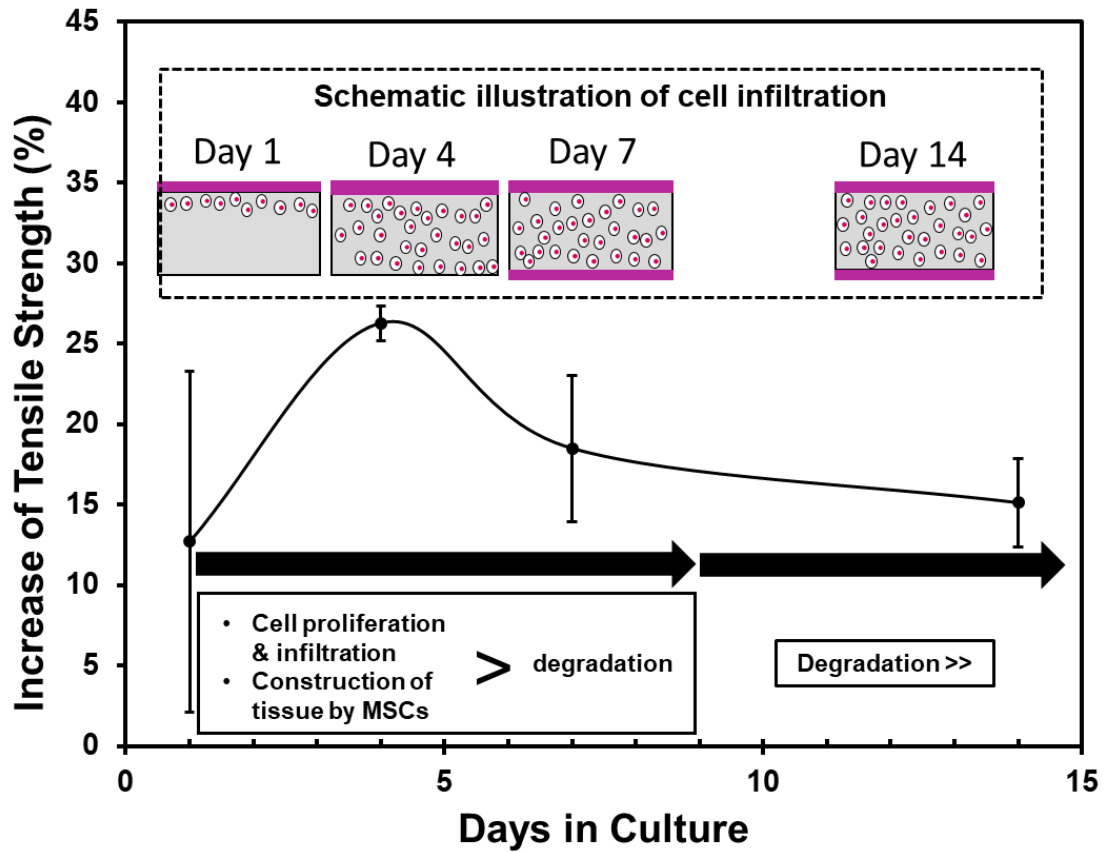 Increase of Tensile Strength (%)
45
40
35
30
25
20
15
10
5
0
Schematic illustration of cell infiltration
Day 1
Day 4
Day 7
Day 14
• Cell proliferation
& infiltration
• Construction of
tissue by MSCs
>
degradation
Degradation >>
0
5
10
15
Days in Culture